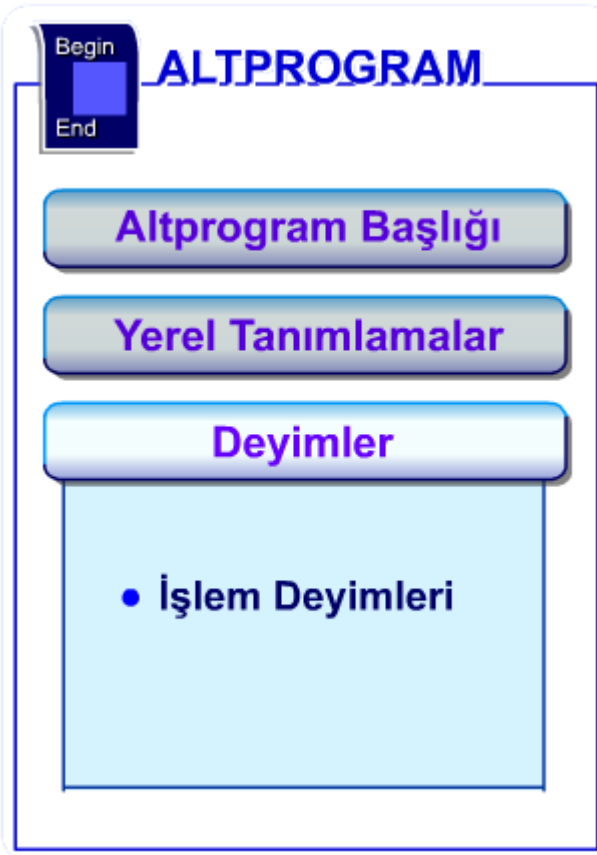 Begin
End
ALTPROGRAM
Altprogram Başlığı
Yerel Tanımlamalar
Deyimler
• İşlem Deyimleri